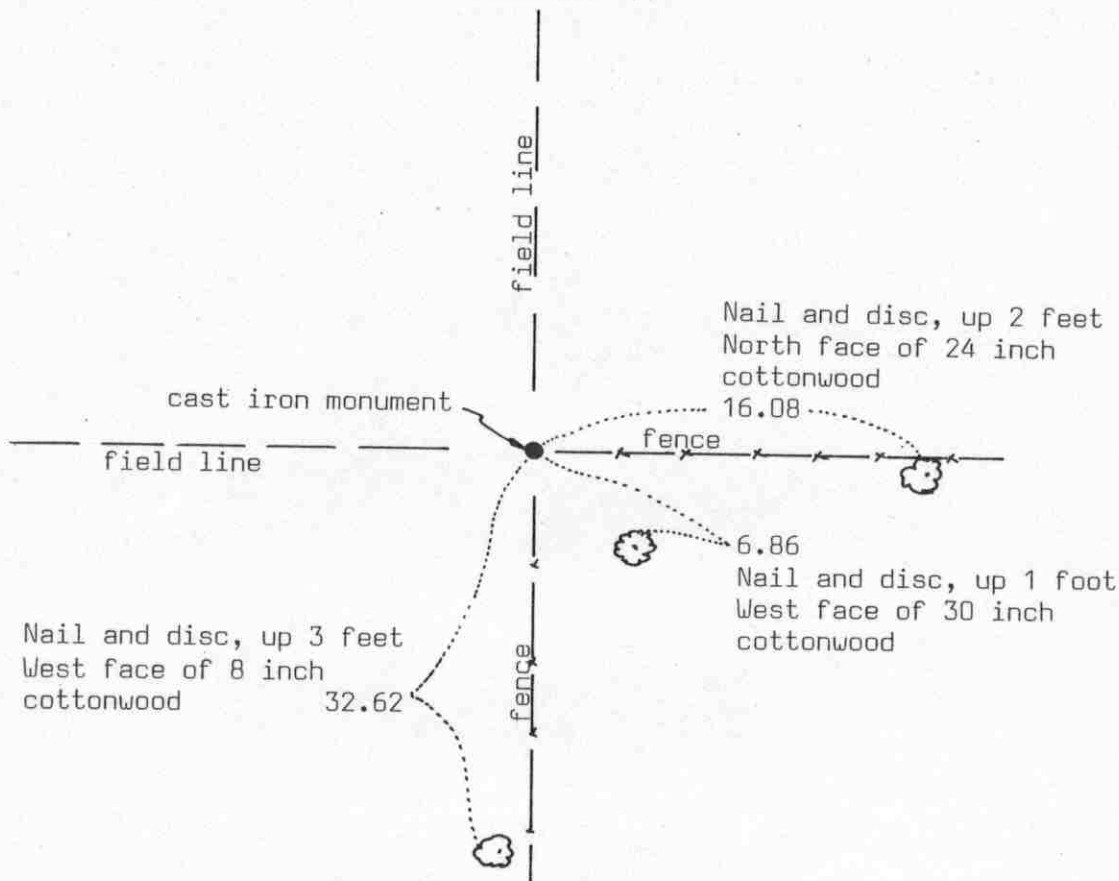 field line
Nail and disc, up 2 feet
North face of 24 inch
cottonwood
16.08
cast iron monument
fence
field line
6.86
Nail and disc, up 1 foot
West face of 30 inch
cottonwood
Nail and disc, up 3 feet
West face of 8 inch
cottonwood 32.62
fence